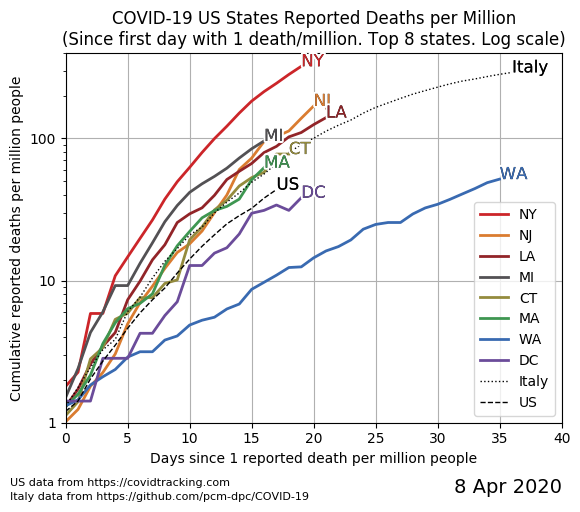 COVID-19 US States Reported Deaths per Million
(Since first day with 1 death/million. Top 8 states. Log scale)
Cumulative reported deaths per million people
100
10
1
NY
Italy
NJ
LA
MI
CT
MA
US
DC
WA
NY
NJ
LA
MI
CT
MA
WA
DC
Italy
US
0 5 10 15 20 25 30 35 40
Days since 1 reported death per million people
US data from https://covidtracking.com
Italy data from https://github.com/pcm-dpc/COVID-19
8 Apr 2020